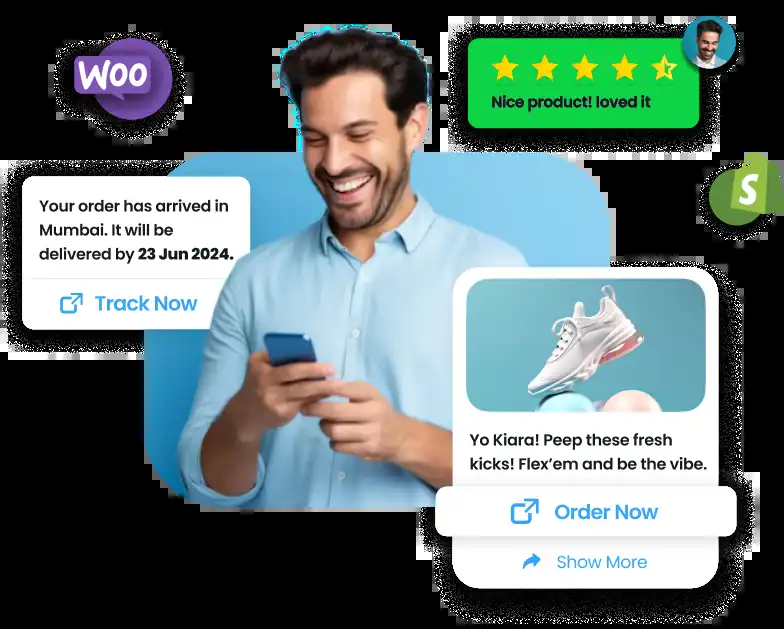 WOO
Nice product! loved it
S
Your order has arrived in
Mumbai. It will be
delivered by 23 Jun 2024.
Track Now
Yo Kiara! Peep these fresh
kicks! Flex’em and be the vibe.
Order Now
Show More